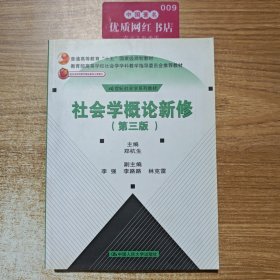 中国著名
009
优质网书店
普通高等教育“十五”国家级规划教材
教育部高等学校社会学学科教学指导委员会推荐教材
21世纪社会学系列教材
社会学概论新修
（第三版）
主编
郑杭生
副主编
李 强 李路路 林克雷
中国人民大学出版社